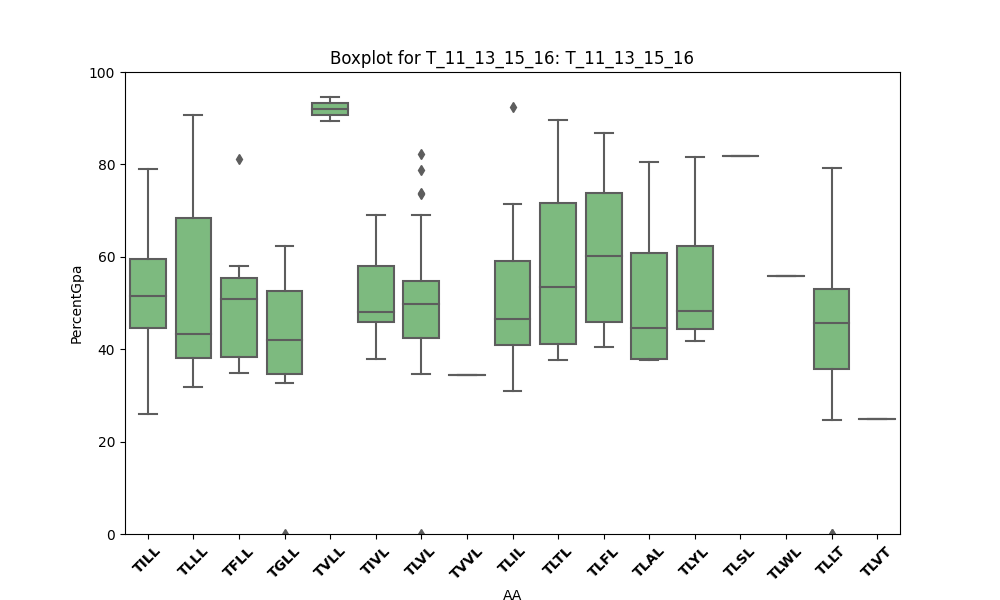 Boxplot for T_11_13_15_16: T_11_13_15_16
100
80
60
40
20
0
PercentGpa
TILL TLLL TFLL TGLL TVLL TIVL TLVL TVVL TLIL TLTL TLFL TLAL TLYL TLSL TLWL TLLT TLVT
AA